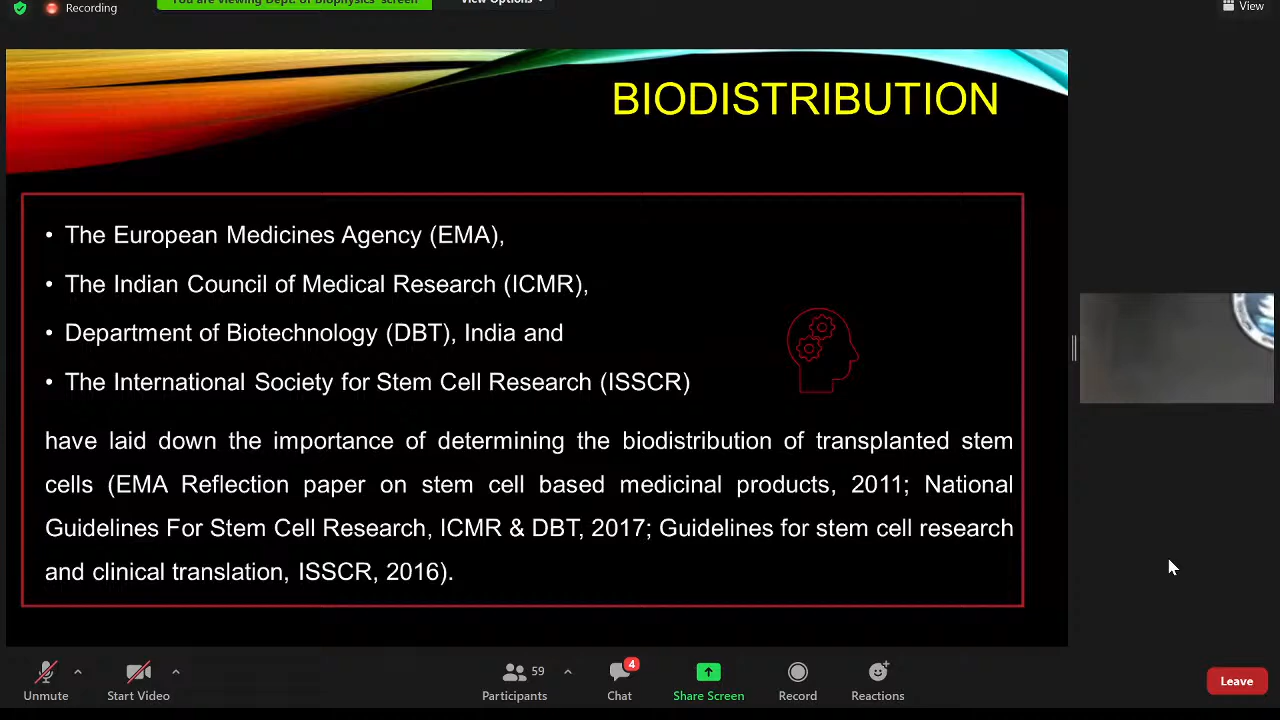 Recording
You are viewing Dept. of Biophysics' screen
View Options
View
BIODISTRIBUTION
• The European Medicines Agency (EMA),
• The Indian Council of Medical Research (ICMR),
• Department of Biotechnology (DBT), India and
• The International Society for Stem Cell Research (ISSCR)
have laid down the importance of determining the biodistribution of transplanted stem
cells (EMA Reflection paper on stem cell based medicinal products, 2011; National
Guidelines For Stem Cell Research, ICMR & DBT, 2017; Guidelines for stem cell research
and clinical translation, ISSCR, 2016).
Unmute
Start Video
59
Participants
4
Chat
Share Screen
Record
Reactions
Leave